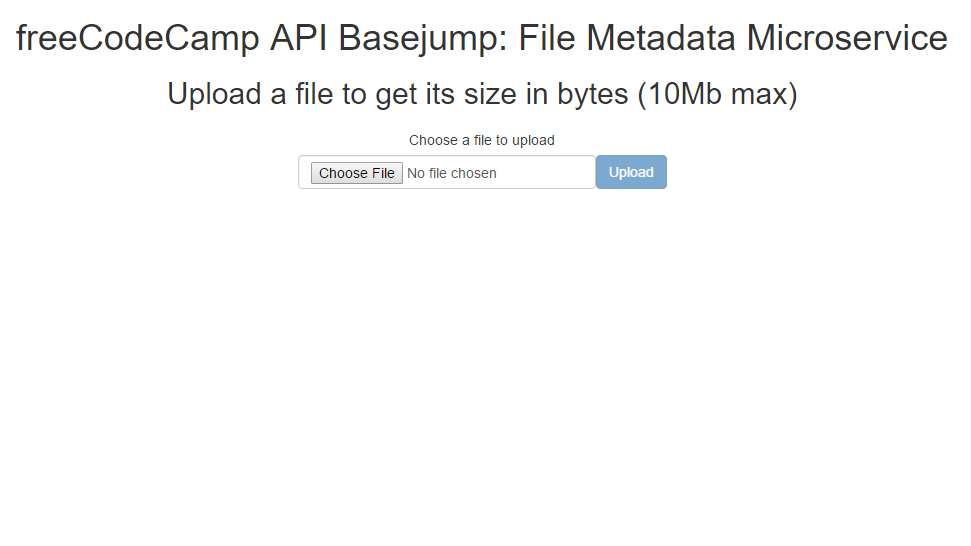 freeCodeCamp API Basejump: File Metadata Microservice
Upload a file to get its size in bytes (10Mb max)
Choose a file to upload
Choose File No file chosen Upload